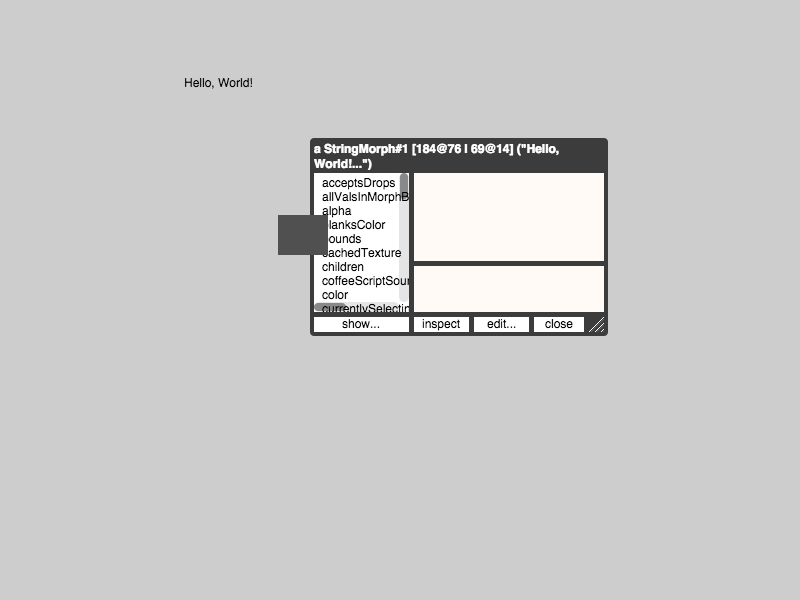 Hello, World!
a StringMorph#1 [184@76 | 69@14] ("Hello,
World!...")
acceptsDrops
allValsInMorphB
alpha
blanksColor
bounds
cachedTexture
children
coffeeScriptSour
color
currentlySelectin
show...
inspect
edit...
close